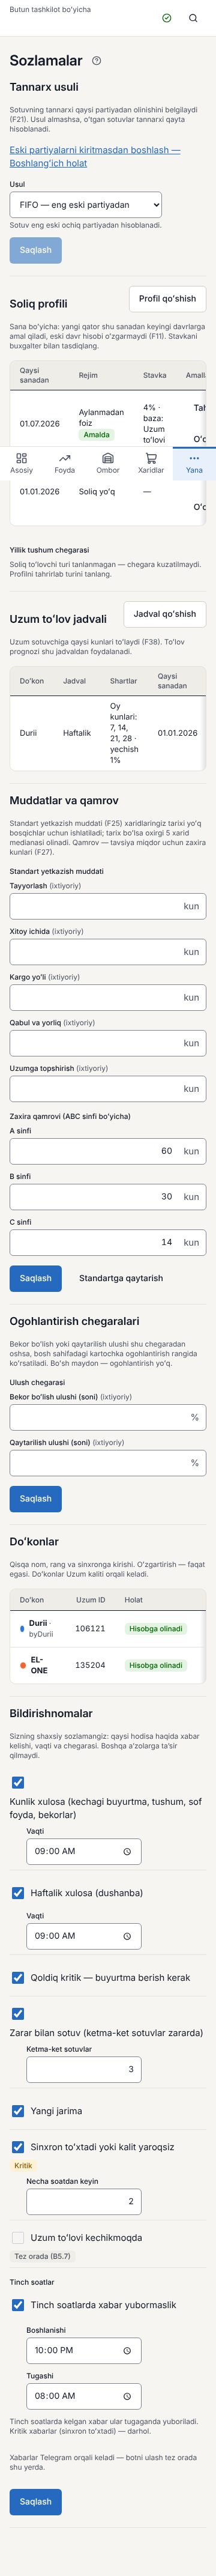 Butun tashkilot bo'yicha
Sozlamalar
Tannarx usuli
Sotuvning tannarxi qaysi partiyadan olinishini belgilaydi
(F21). Usul almashsa, o'tgan sotuvlar tannarxi qayta
hisoblanadi.
Eski partiyalarni kiritmasdan boshlash —
Boshlang'ich holat
Usul
FIFO — eng eski partiyadan
Sotuv eng eski ochiq partiyadan hisoblanadi.
Saqlash
Soliq profili
Profil qo'shish
Sana bo'yicha: yangi qator shu sanadan keyingi davrlarga
amal qiladi, eski davr hisobi o'zgarmaydi (F11). Stavkani
buxgalter bilan tasdiqlang.
Qaysi
sanadan
Rejim
Stavka
Amalla
01.07.2026
Aylanmadan
foiz
Amalda
4% ·
baza:
Uzum
to'lovi
Tah
O'c
Asosiy
Foyda
Ombor
Xaridlar
Yana
01.01.2026
Soliq yo'q
—
O'c
Yillik tushum chegarasi
Soliq to'lovchi turi tanlanmagan — chegara kuzatilmaydi.
Profilni tahrirlab turini tanlang.
Uzum to'lov jadvali
Jadval qo'shish
Uzum sotuvchiga qaysi kunlari to'laydi (F38). To'lov
prognozi shu jadvaldan foydalanadi.
Do'kon
Jadval
Shartlar
Qaysi
sanadan
Durii
Haftalik
Oy
kunlari:
7, 14,
21, 28 ·
yechish
1%
01.01.2026
Muddatlar va qamrov
Standart yetkazish muddati (F25) xaridlaringiz tarixi yo'q
bosqichlar uchun ishlatiladi; tarix bo'lsa oxirgi 5 xarid
medianasi olinadi. Qamrov — tavsiya miqdor uchun zaxira
kunlari (F27).
Standart yetkazish muddati
Tayyorlash (ixtiyoriy)
kun
Xitoy ichida (ixtiyoriy)
kun
Kargo yo'li (ixtiyoriy)
kun
Qabul va yorliq (ixtiyoriy)
kun
Uzumga topshirish (ixtiyoriy)
kun
Zaxira qamrovi (ABC sinfi bo'yicha)
A sinfi
60 kun
B sinfi
30 kun
C sinfi
14 kun
Saqlash
Standartga qaytarish
Ogohlantirish chegaralari
Bekor bo'lish yoki qaytarilish ulushi shu chegaradan
oshsa, bosh sahifadagi kartochka ogohlantirish rangida
ko'rsatiladi. Bo'sh maydon — ogohlantirish yo'q.
Ulush chegarasi
Bekor bo'lish ulushi (soni) (ixtiyoriy)
%
Qaytarilish ulushi (soni) (ixtiyoriy)
%
Saqlash
Do'konlar
Qisqa nom, rang va sinxronga kirishi. O'zgartirish — faqat
egasi. Do'konlar Uzum kaliti orqali keladi.
Do'kon
Uzum ID
Holat
Durii ·
byDurii
106121
Hisobga olinadi
EL-
ONE
135204
Hisobga olinadi
Bildirishnomalar
Sizning shaxsiy sozlamangiz: qaysi hodisa haqida xabar
kelishi, vaqti va chegarasi. Boshqa a'zolarga ta'sir
qilmaydi.
Kunlik xulosa (kechagi buyurtma, tushum, sof
foyda, bekorlar)
Vaqti
09:00 AM
Haftalik xulosa (dushanba)
Vaqti
09:00 AM
Qoldiq kritik — buyurtma berish kerak
Zarar bilan sotuv (ketma-ket sotuvlar zararda)
Ketma-ket sotuvlar
3
Yangi jarima
Sinxron to'xtadi yoki kalit yaroqsiz
Kritik
Necha soatdan keyin
2
Uzum to'lovi kechikmoqda
Tez orada (B5.7)
Tinch soatlar
Tinch soatlarda xabar yubormaslik
Boshlanishi
10:00 PM
Tugashi
08:00 AM
Tinch soatlarda kelgan xabar ular tugaganda yuboriladi.
Kritik xabarlar (sinxron to'xtadi) — darhol.
Xabarlar Telegram orqali keladi — botni ulash tez orada
shu yerda.
Saqlash